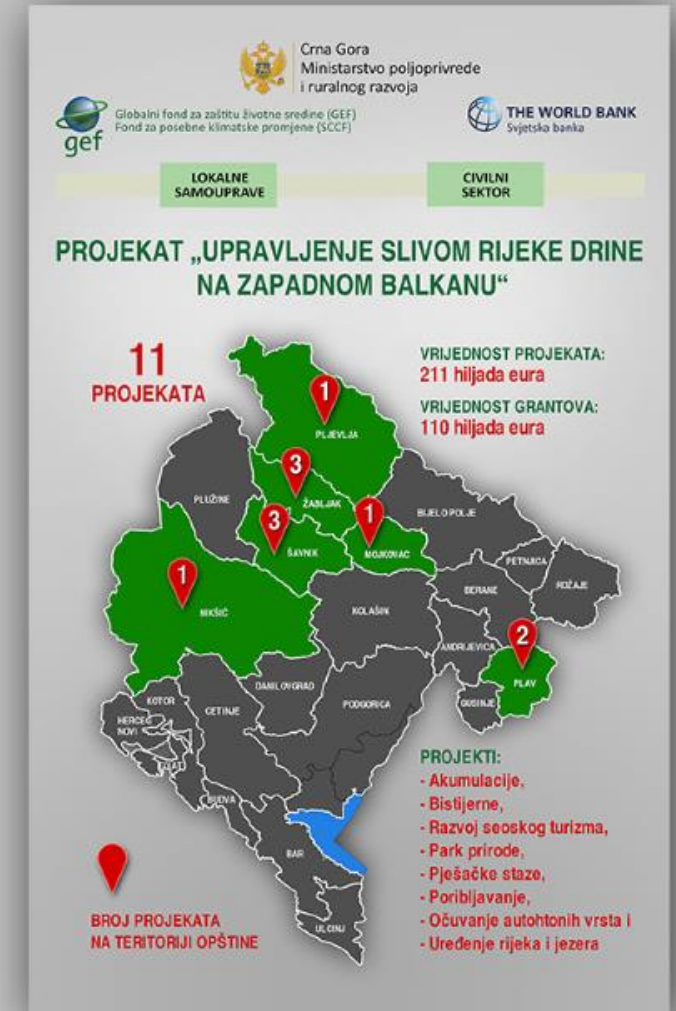 Crna Gora
Ministarstvo poljoprivrede
i ruralnog razvoja
gef
Globalni fond za zaštitu životne sredine (GEF)
Fond za posebne klimatske promjene (SCCF)
THE WORLD BANK
Svjetska banka
LOKALNE
SAMOUPRAVE
CIVILNI
SEKTOR
PROJEKAT „UPRAVLJENJE SLIVOM RIJEKE DRINE
NA ZAPADNOM BALKANU“
11
PROJEKATA
VRIJEDNOST PROJEKATA:
211 hiljada eura
VRIJEDNOST GRANTOVA:
110 hiljada eura
1
PLJEVLJA
3
ŽABLJAK
PLUŽINE
3
ŠAVNIK
1
MOJKOVAC
BIJELO POLJE
PETNJICA
ROŽAJE
BERANE
1
NIKŠIĆ
KOLAŠIN
ANDRIJEVICA
2
PLAV
GUSINJE
DANILOVGRAD
PODGORICA
KOTOR
CETINJE
HERCEG
NOVI
BUDVA
BAR
ULCINJ
PROJEKTI:
- Akumulacije,
- Bistijerne,
- Razvoj seoskog turizma,
- Park prirode,
- Pješačke staze,
- Poribljavanje,
- Očuvanje autohtonih vrsta i
- Uređenje rijeka i jezera
BROJ PROJEKATA
NA TERITORIJI OPŠTINE